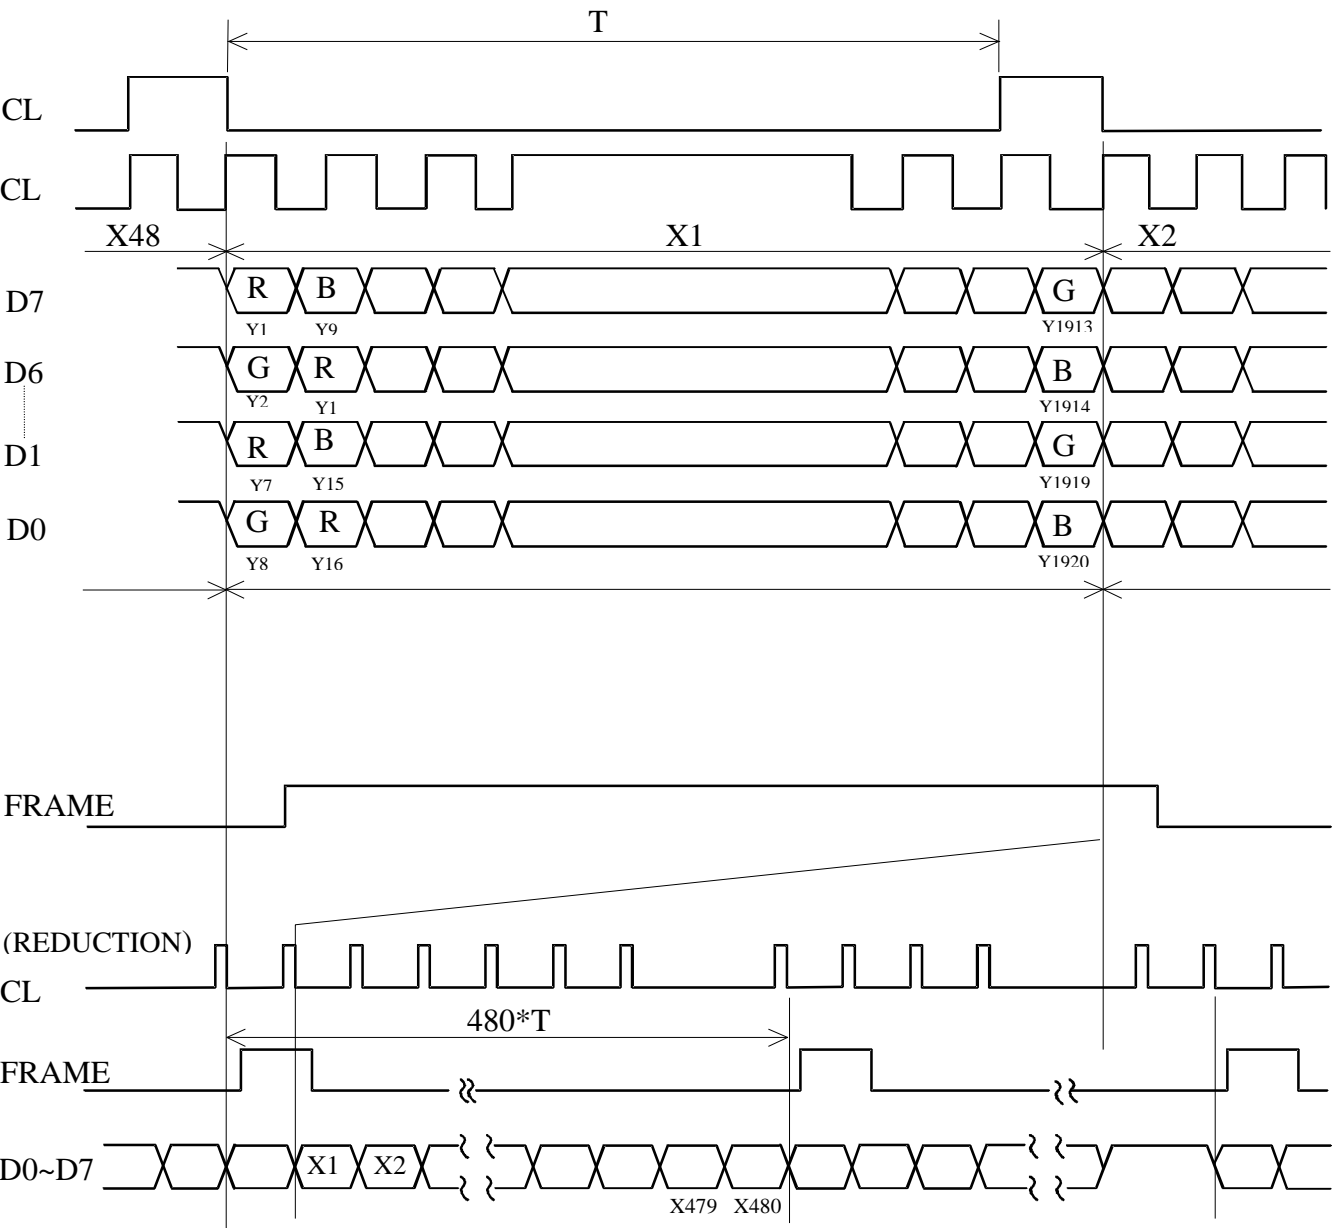 T
CL
CL
X48 X1 X2
D7 R B G
Y1 Y9 Y1913
D6 G R B
Y2 Y1 Y1914
D1 R B G
Y7 Y15 Y1919
D0 G R B
Y8 Y16 Y1920
FRAME
(REDUCTION)
CL
480*T
FRAME
D0~D7 X1 X2
X479 X480